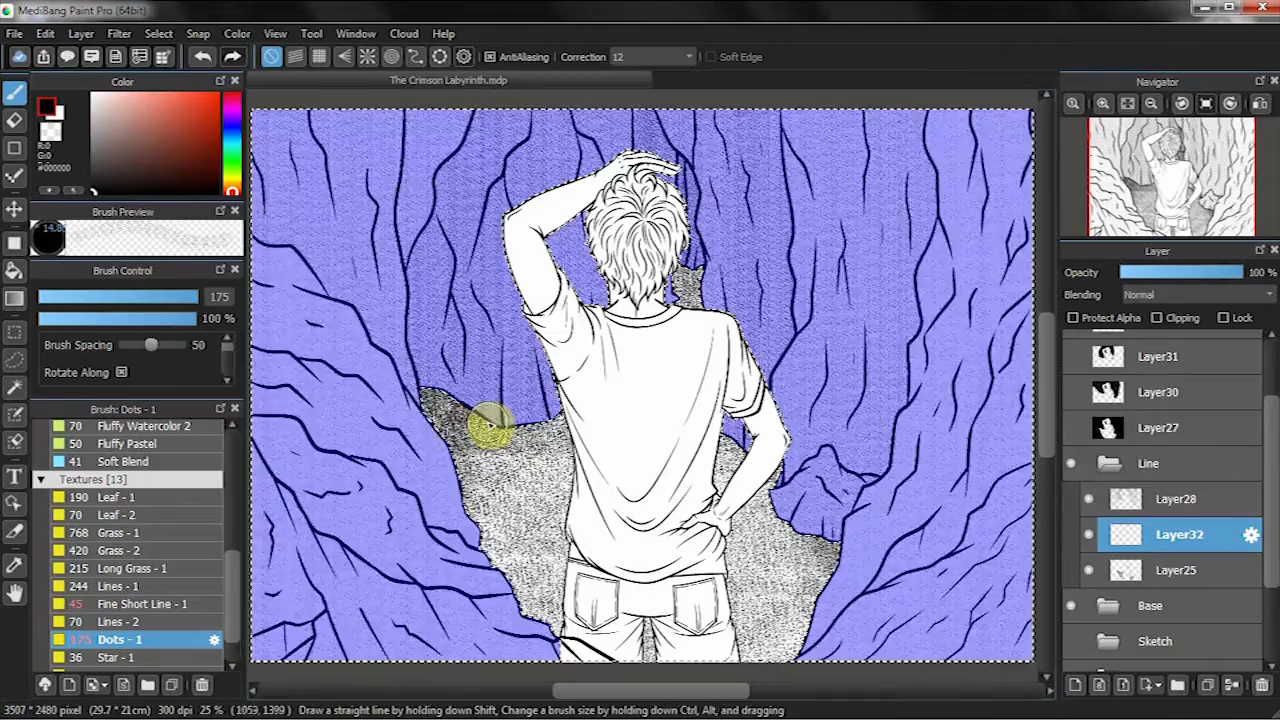 MediBang Paint Pro (64bit)
File Edit Layer Filter Select Snap Color View Tool Window Cloud Help
AntiAliasing Correction 12 Soft Edge
Color
The Crimson Labyrinth.mdp
Navigator
R:0
G:0
B:0
#000000
Brush Preview
14.8
Brush Control
175
100 %
Brush Spacing 50
Rotate Along
Brush: Dots - 1
70 Fluffy Watercolor 2
50 Fluffy Pastel
41 Soft Blend
Textures [13]
190 Leaf - 1
70 Leaf - 2
768 Grass - 1
420 Grass - 2
215 Long Grass - 1
244 Lines - 1
45 Fine Short Line - 1
70 Lines - 2
175 Dots - 1
36 Star - 1
Layer
Opacity 100 %
Blending Normal
Protect Alpha Clipping Lock
Layer31
Layer30
Layer27
Line
Layer28
Layer32
Layer25
Base
Sketch
3507 * 2480 pixel (29.7 * 21cm) 300 dpi 25 % (1059, 1399) Draw a straight line by holding down Shift, Change a brush size by holding down Ctrl, Alt, and dragging